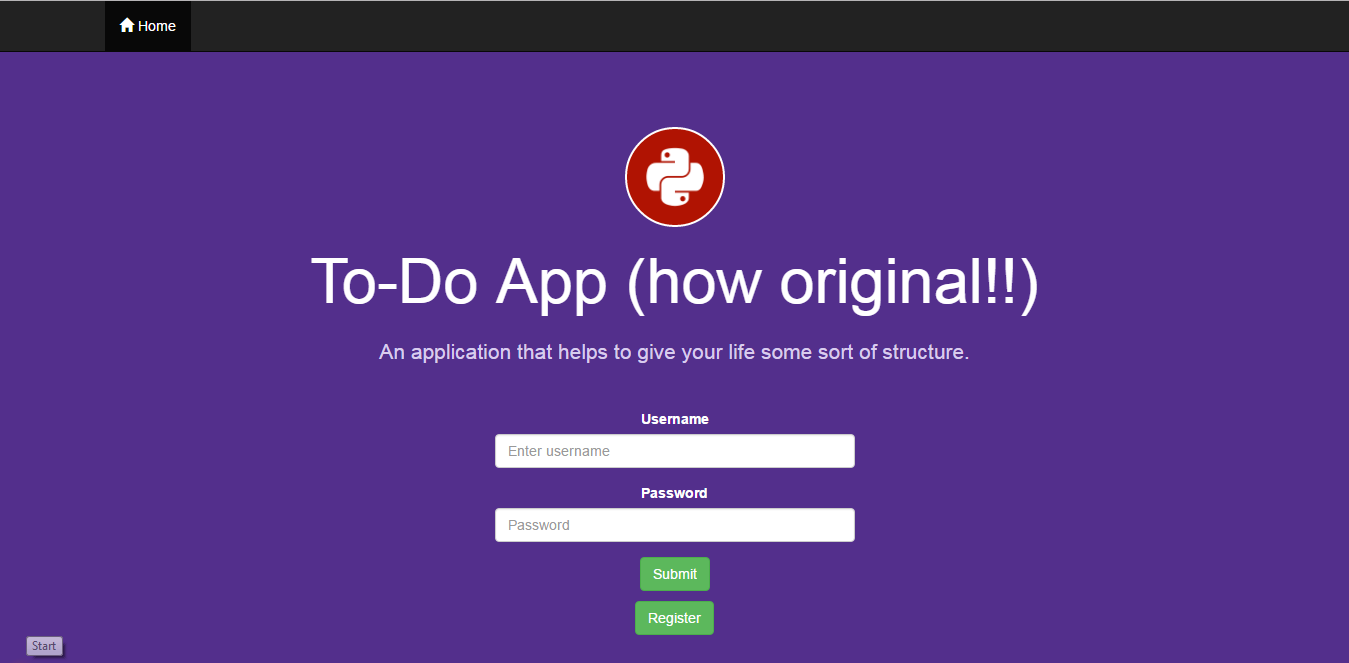 Home
To-Do App (how original!!)
An application that helps to give your life some sort of structure.
Username
Enter username
Password
Password
Submit
Register
Start